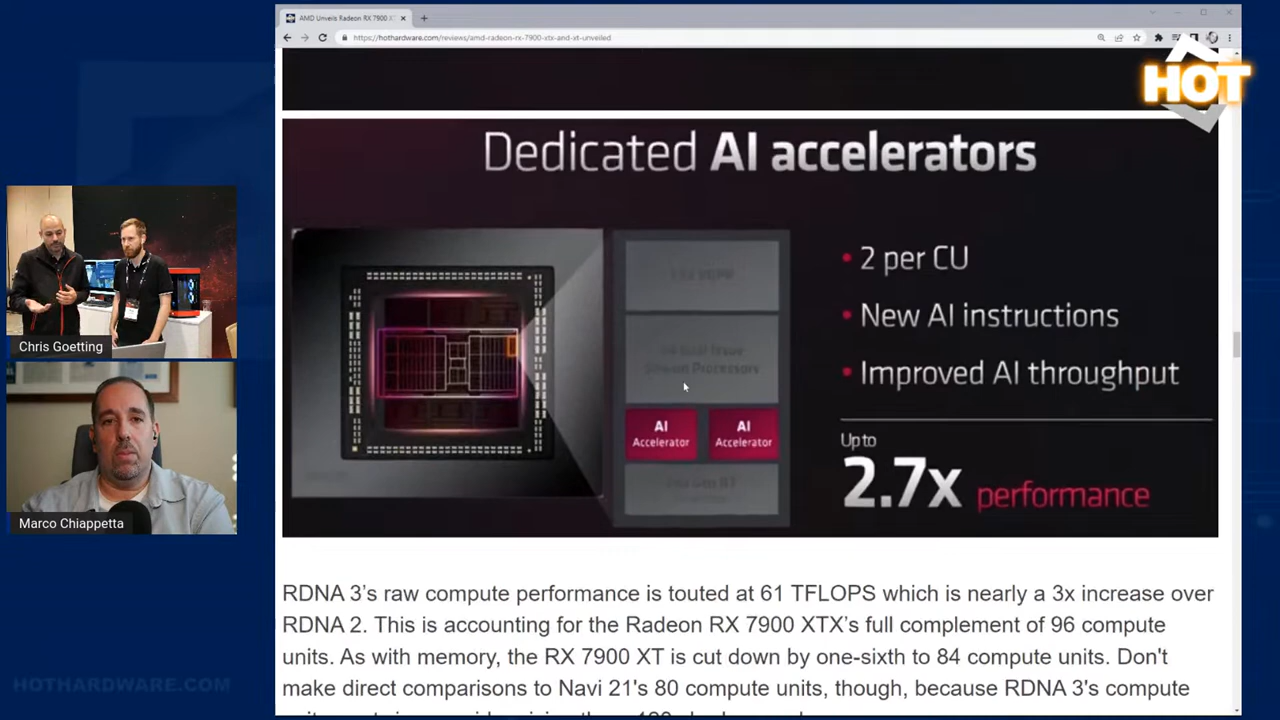 AMD Unveils Radeon RX 7900 X
https://hothardware.com/reviews/amd-radeon-rx-7900-xtx-and-xt-unveiled
HOT
Dedicated AI accelerators
• 2 per CU
• New AI instructions
• Improved AI throughput
Stream Processors
AI
Accelerator
AI
Accelerator
Up to
2.7x performance
Chris Goetting
Marco Chiappetta
RDNA 3’s raw compute performance is touted at 61 TFLOPS which is nearly a 3x increase over
RDNA 2. This is accounting for the Radeon RX 7900 XTX’s full complement of 96 compute
units. As with memory, the RX 7900 XT is cut down by one-sixth to 84 compute units. Don't
make direct comparisons to Navi 21's 80 compute units, though, because RDNA 3's compute
HOTHARDWARE.COM